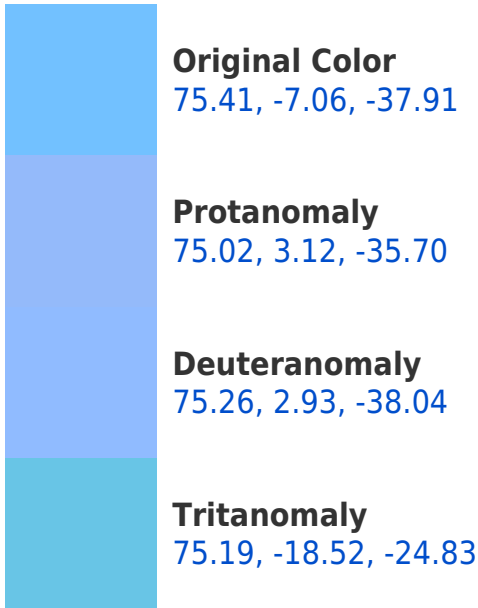 Original Color
75.41, -7.06, -37.91
Protanomaly
75.02, 3.12, -35.70
Deuteranomaly
75.26, 2.93, -38.04
Tritanomaly
75.19, -18.52, -24.83